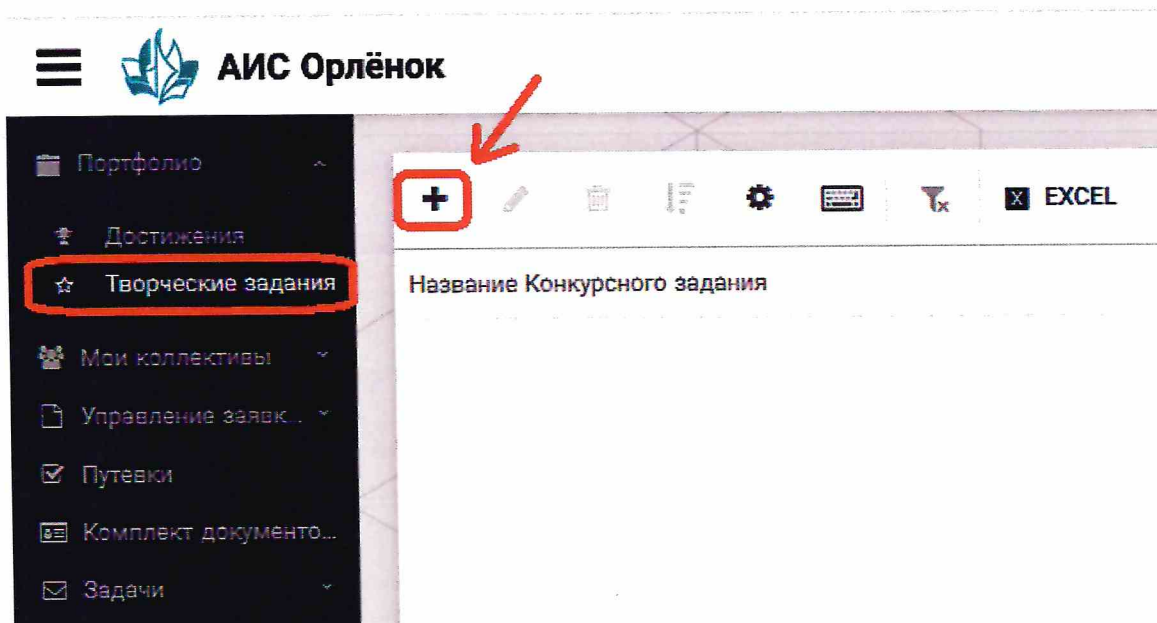 АИС Орлёнок
Портфолио
Достижения
Творческие задания
Мои коллективы
Управление заявк...
Путевки
Комплект документо...
Задачи
X EXCEL
Название Конкурсного задания